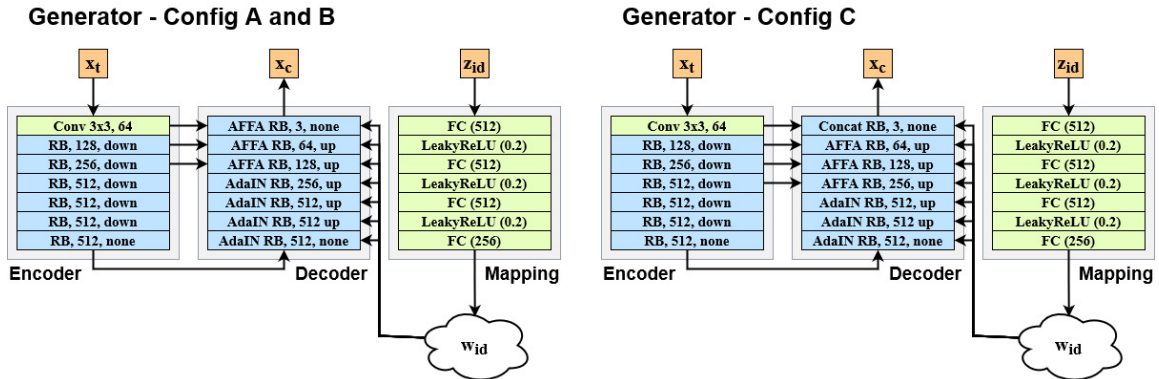 Generator - Config A and B
x_t
x_c
z_id
Conv 3x3, 64
RB, 128, down
RB, 256, down
RB, 512, down
RB, 512, down
RB, 512, down
RB, 512, none
Encoder
AFFA RB, 3, none
AFFA RB, 64, up
AFFA RB, 128, up
AdaIN RB, 256, up
AdaIN RB, 512, up
AdaIN RB, 512 up
AdaIN RB, 512, none
Decoder
FC (512)
LeakyReLU (0.2)
FC (512)
LeakyReLU (0.2)
FC (512)
LeakyReLU (0.2)
FC (256)
Mapping
w_id
Generator - Config C
x_t
x_c
z_id
Conv 3x3, 64
RB, 128, down
RB, 256, down
RB, 512, down
RB, 512, down
RB, 512, down
RB, 512, none
Encoder
Concat RB, 3, none
AFFA RB, 64, up
AFFA RB, 128, up
AFFA RB, 256, up
AdaIN RB, 512, up
AdaIN RB, 512 up
AdaIN RB, 512, none
Decoder
FC (512)
LeakyReLU (0.2)
FC (512)
LeakyReLU (0.2)
FC (512)
LeakyReLU (0.2)
FC (256)
Mapping
w_id